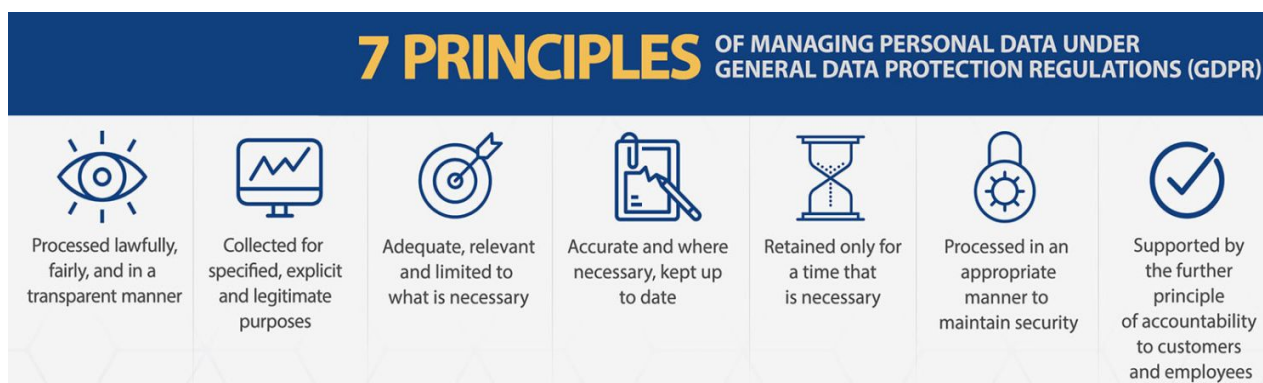 7 PRINCIPLES OF MANAGING PERSONAL DATA UNDER
GENERAL DATA PROTECTION REGULATIONS (GDPR)
Processed lawfully,
fairly, and in a
transparent manner
Collected for
specified, explicit
and legitimate
purposes
Adequate, relevant
and limited to
what is necessary
Accurate and where
necessary, kept up
to date
Retained only for
a time that
is necessary
Processed in an
appropriate
manner to
maintain security
Supported by
the further
principle
of accountability
to customers
and employees